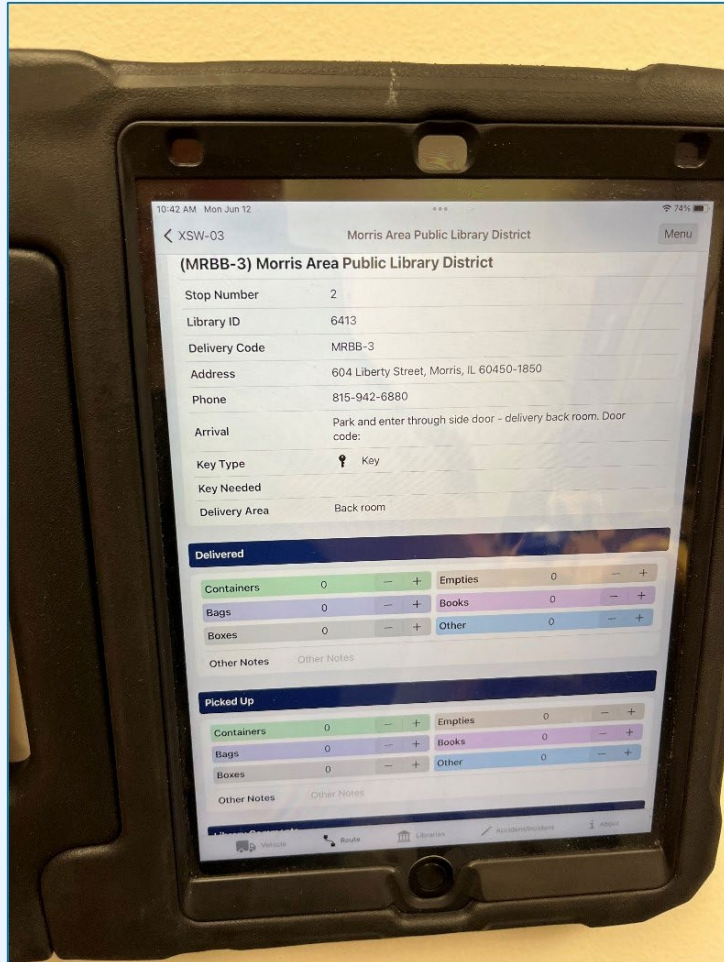 10:42 AM Mon Jun 12 74%
XSW-03 Morris Area Public Library District Menu
(MRBB-3) Morris Area Public Library District
Stop Number 2
Library ID 6413
Delivery Code MRBB-3
Address 604 Liberty Street, Morris, IL 60450-1850
Phone 815-942-6880
Arrival Park and enter through side door - delivery back room. Door
code:
Key Type Key
Key Needed
Delivery Area Back room
Delivered
Containers 0 − + Empties 0 − +
Bags 0 − + Books 0 − +
Boxes 0 − + Other 0 − +
Other Notes Other Notes
Picked Up
Containers 0 − + Empties 0 − +
Bags 0 − + Books 0 − +
Boxes 0 − + Other 0 − +
Other Notes Other Notes
Library Comments
Vehicle Route Libraries Accident/Incident About